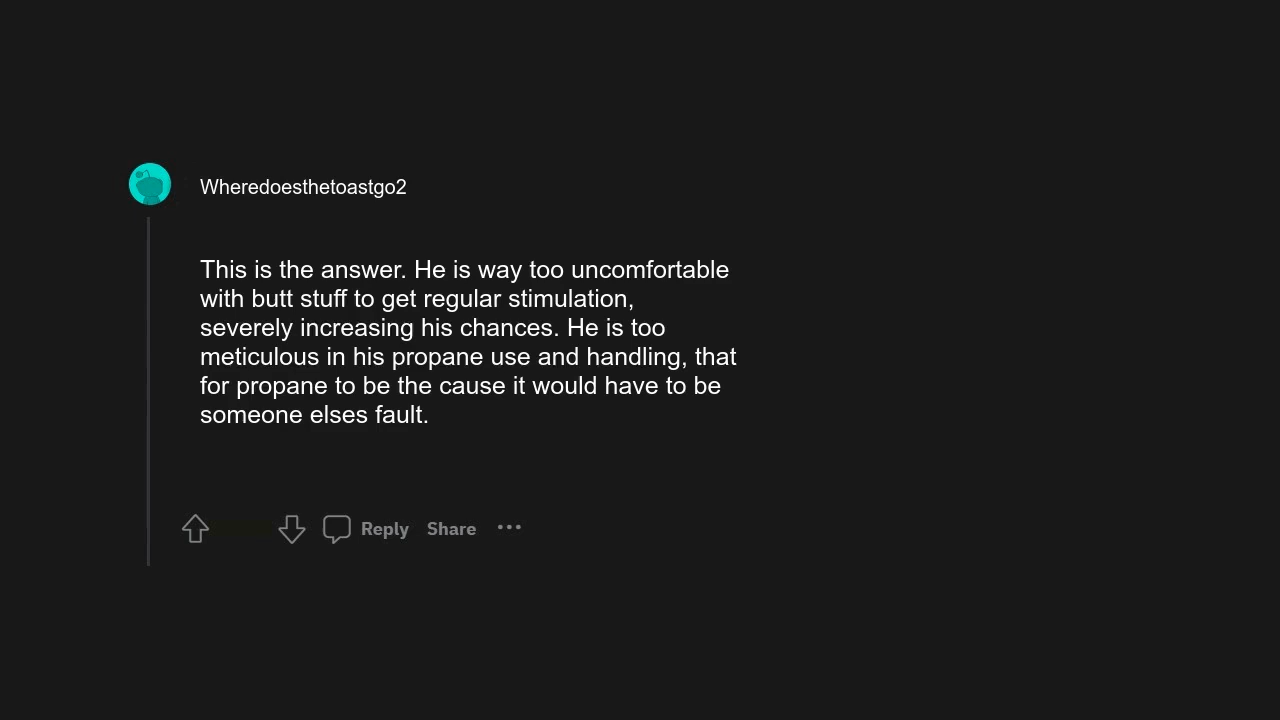 Wheredoesthetoastgo2
This is the answer. He is way too uncomfortable
with butt stuff to get regular stimulation,
severely increasing his chances. He is too
meticulous in his propane use and handling, that
for propane to be the cause it would have to be
someone elses fault.
Reply Share